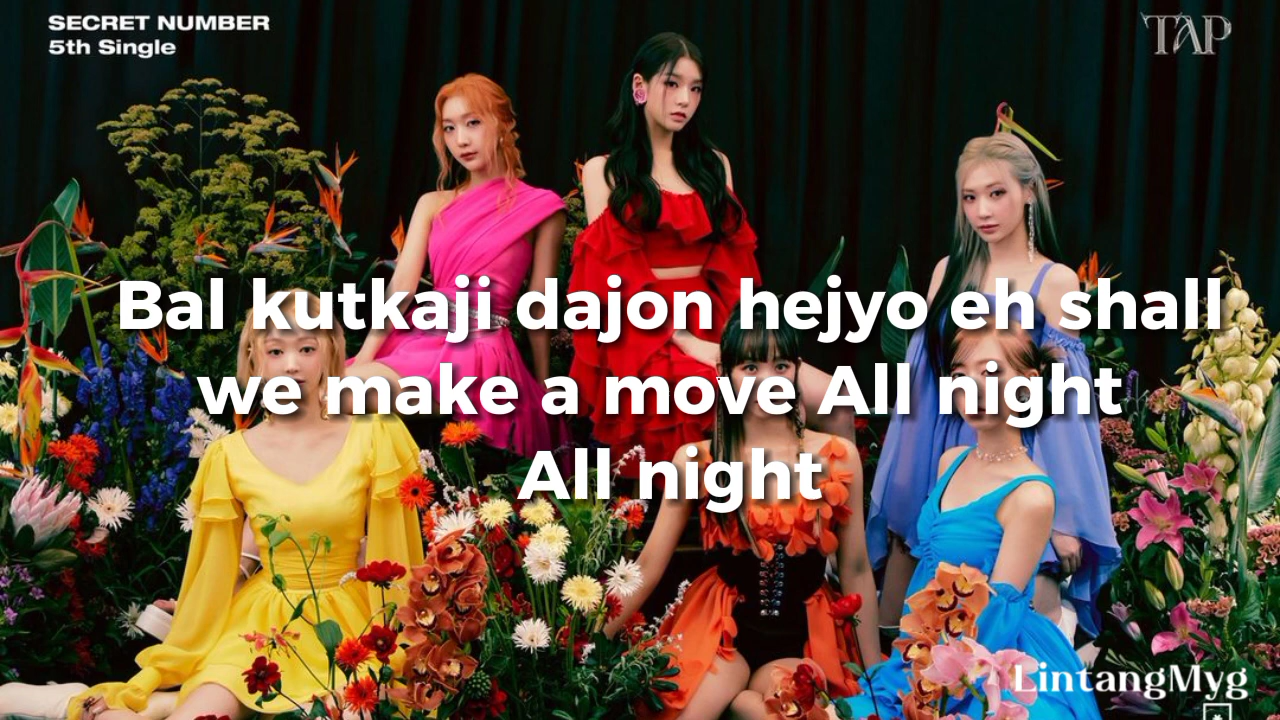 SECRET NUMBER
5th Single
TAP
Bal kutkaji dajon hejyo eh shall
we make a move All night
All night
LintangMyg